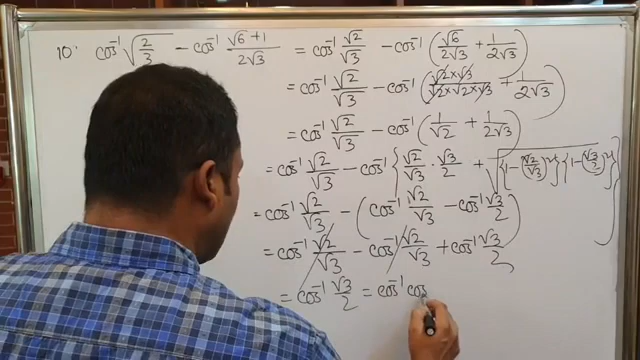 10. cos⁻¹ √(2/3) − cos⁻¹ (√6 + 1)/(2√3) = cos⁻¹ √2/√3 − cos⁻¹ (√6/(2√3) + 1/(2√3))
= cos⁻¹ √2/√3 − cos⁻¹ ((√2×√3)/(√2×√2×√3) + 1/(2√3))
= cos⁻¹ √2/√3 − cos⁻¹ (1/√2 + 1/(2√3))
= cos⁻¹ √2/√3 − cos⁻¹ {√2/√3 · √3/2 + √({1 − (√2/√3)²}{1 − (√3/2)²})}
= cos⁻¹ √2/√3 − (cos⁻¹ √2/√3 − cos⁻¹ √3/2)
= cos⁻¹ √2/√3 − cos⁻¹ √2/√3 + cos⁻¹ √3/2
= cos⁻¹ √3/2 = cos⁻¹ cos